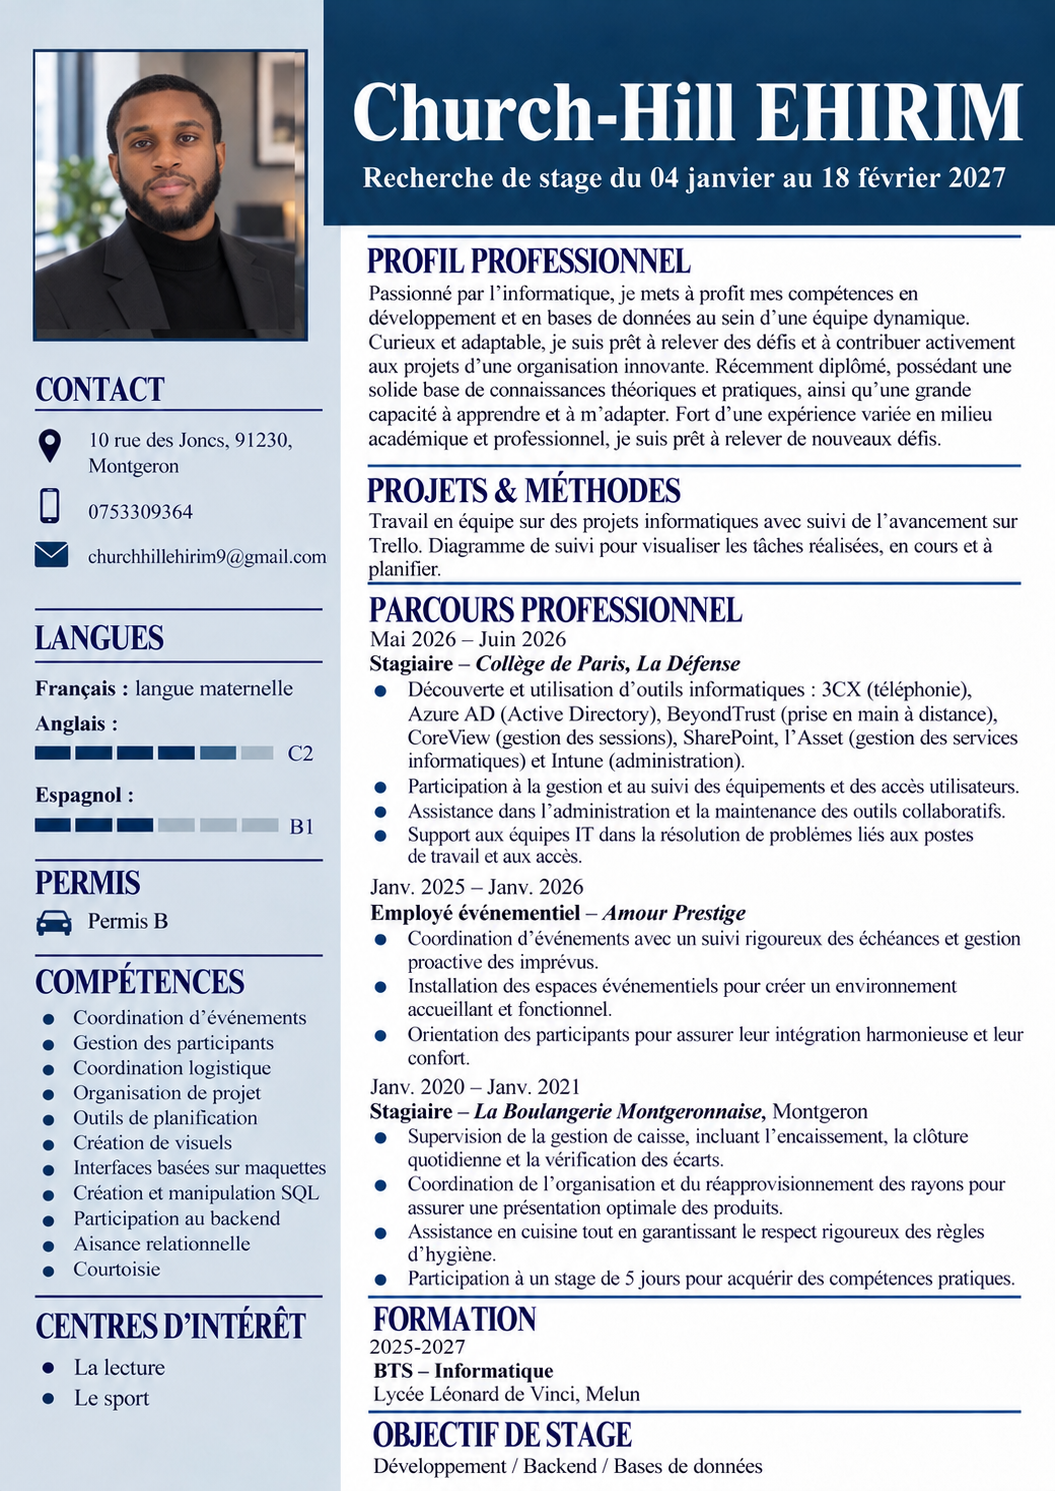 Church-Hill EHIRIM
Recherche de stage du 04 janvier au 18 février 2027
CONTACT
10 rue des Joncs, 91230,
Montgeron
0753309364
churchhillehirim9@gmail.com
LANGUES
Français : langue maternelle
Anglais :
C2
Espagnol :
B1
PERMIS
Permis B
COMPÉTENCES
Coordination d’événements
Gestion des participants
Coordination logistique
Organisation de projet
Outils de planification
Création de visuels
Interfaces basées sur maquettes
Création et manipulation SQL
Participation au backend
Aisance relationnelle
Courtoisie
CENTRES D’INTÉRÊT
La lecture
Le sport
PROFIL PROFESSIONNEL
Passionné par l’informatique, je mets à profit mes compétences en
développement et en bases de données au sein d’une équipe dynamique.
Curieux et adaptable, je suis prêt à relever des défis et à contribuer activement
aux projets d’une organisation innovante. Récemment diplômé, possédant une
solide base de connaissances théoriques et pratiques, ainsi qu’une grande
capacité à apprendre et à m’adapter. Fort d’une expérience variée en milieu
académique et professionnel, je suis prêt à relever de nouveaux défis.
PROJETS & MÉTHODES
Travail en équipe sur des projets informatiques avec suivi de l’avancement sur
Trello. Diagramme de suivi pour visualiser les tâches réalisées, en cours et à
planifier.
PARCOURS PROFESSIONNEL
Mai 2026 – Juin 2026
Stagiaire – Collège de Paris, La Défense
Découverte et utilisation d’outils informatiques : 3CX (téléphonie),
Azure AD (Active Directory), BeyondTrust (prise en main à distance),
CoreView (gestion des sessions), SharePoint, l’Asset (gestion des services
informatiques) et Intune (administration).
Participation à la gestion et au suivi des équipements et des accès utilisateurs.
Assistance dans l’administration et la maintenance des outils collaboratifs.
Support aux équipes IT dans la résolution de problèmes liés aux postes
de travail et aux accès.
Janv. 2025 – Janv. 2026
Employé événementiel – Amour Prestige
Coordination d’événements avec un suivi rigoureux des échéances et gestion
proactive des imprévus.
Installation des espaces événementiels pour créer un environnement
accueillant et fonctionnel.
Orientation des participants pour assurer leur intégration harmonieuse et leur
confort.
Janv. 2020 – Janv. 2021
Stagiaire – La Boulangerie Montgeronnaise, Montgeron
Supervision de la gestion de caisse, incluant l’encaissement, la clôture
quotidienne et la vérification des écarts.
Coordination de l’organisation et du réapprovisionnement des rayons pour
assurer une présentation optimale des produits.
Assistance en cuisine tout en garantissant le respect rigoureux des règles
d’hygiène.
Participation à un stage de 5 jours pour acquérir des compétences pratiques.
FORMATION
2025-2027
BTS – Informatique
Lycée Léonard de Vinci, Melun
OBJECTIF DE STAGE
Développement / Backend / Bases de données